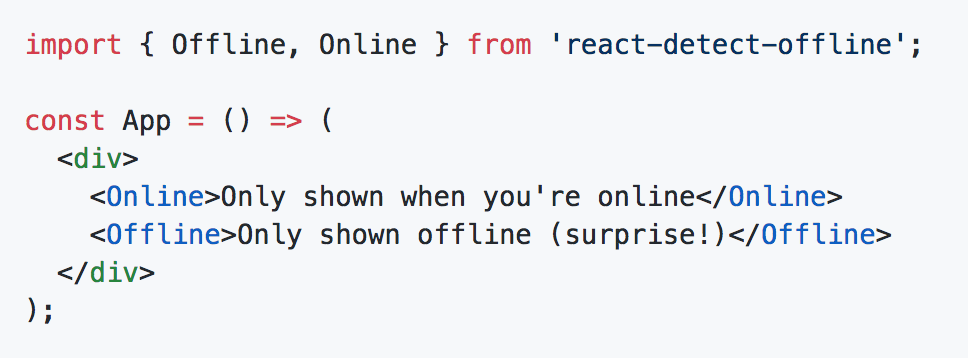 import { Offline, Online } from 'react-detect-offline';

const App = () => (
  <div>
    <Online>Only shown when you're online</Online>
    <Offline>Only shown offline (surprise!)</Offline>
  </div>
);